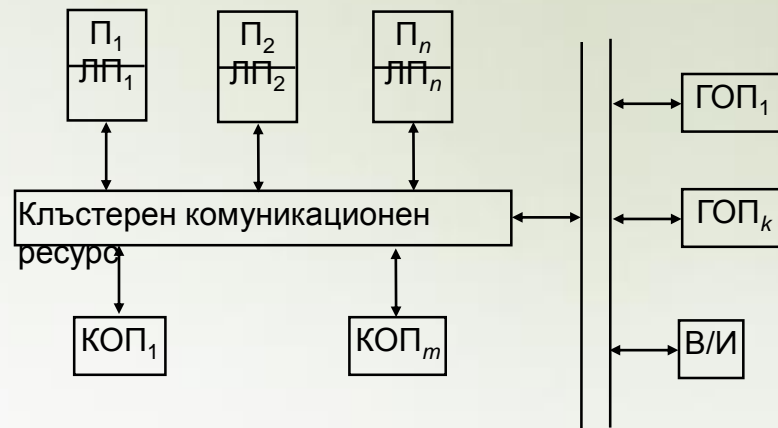 П₁
ЛП₁
П₂
ЛП₂
Пₙ
ЛПₙ
ГОП₁
Клъстерен комуникационен
ресурс
ГОПₖ
КОП₁
КОПₘ
В/И